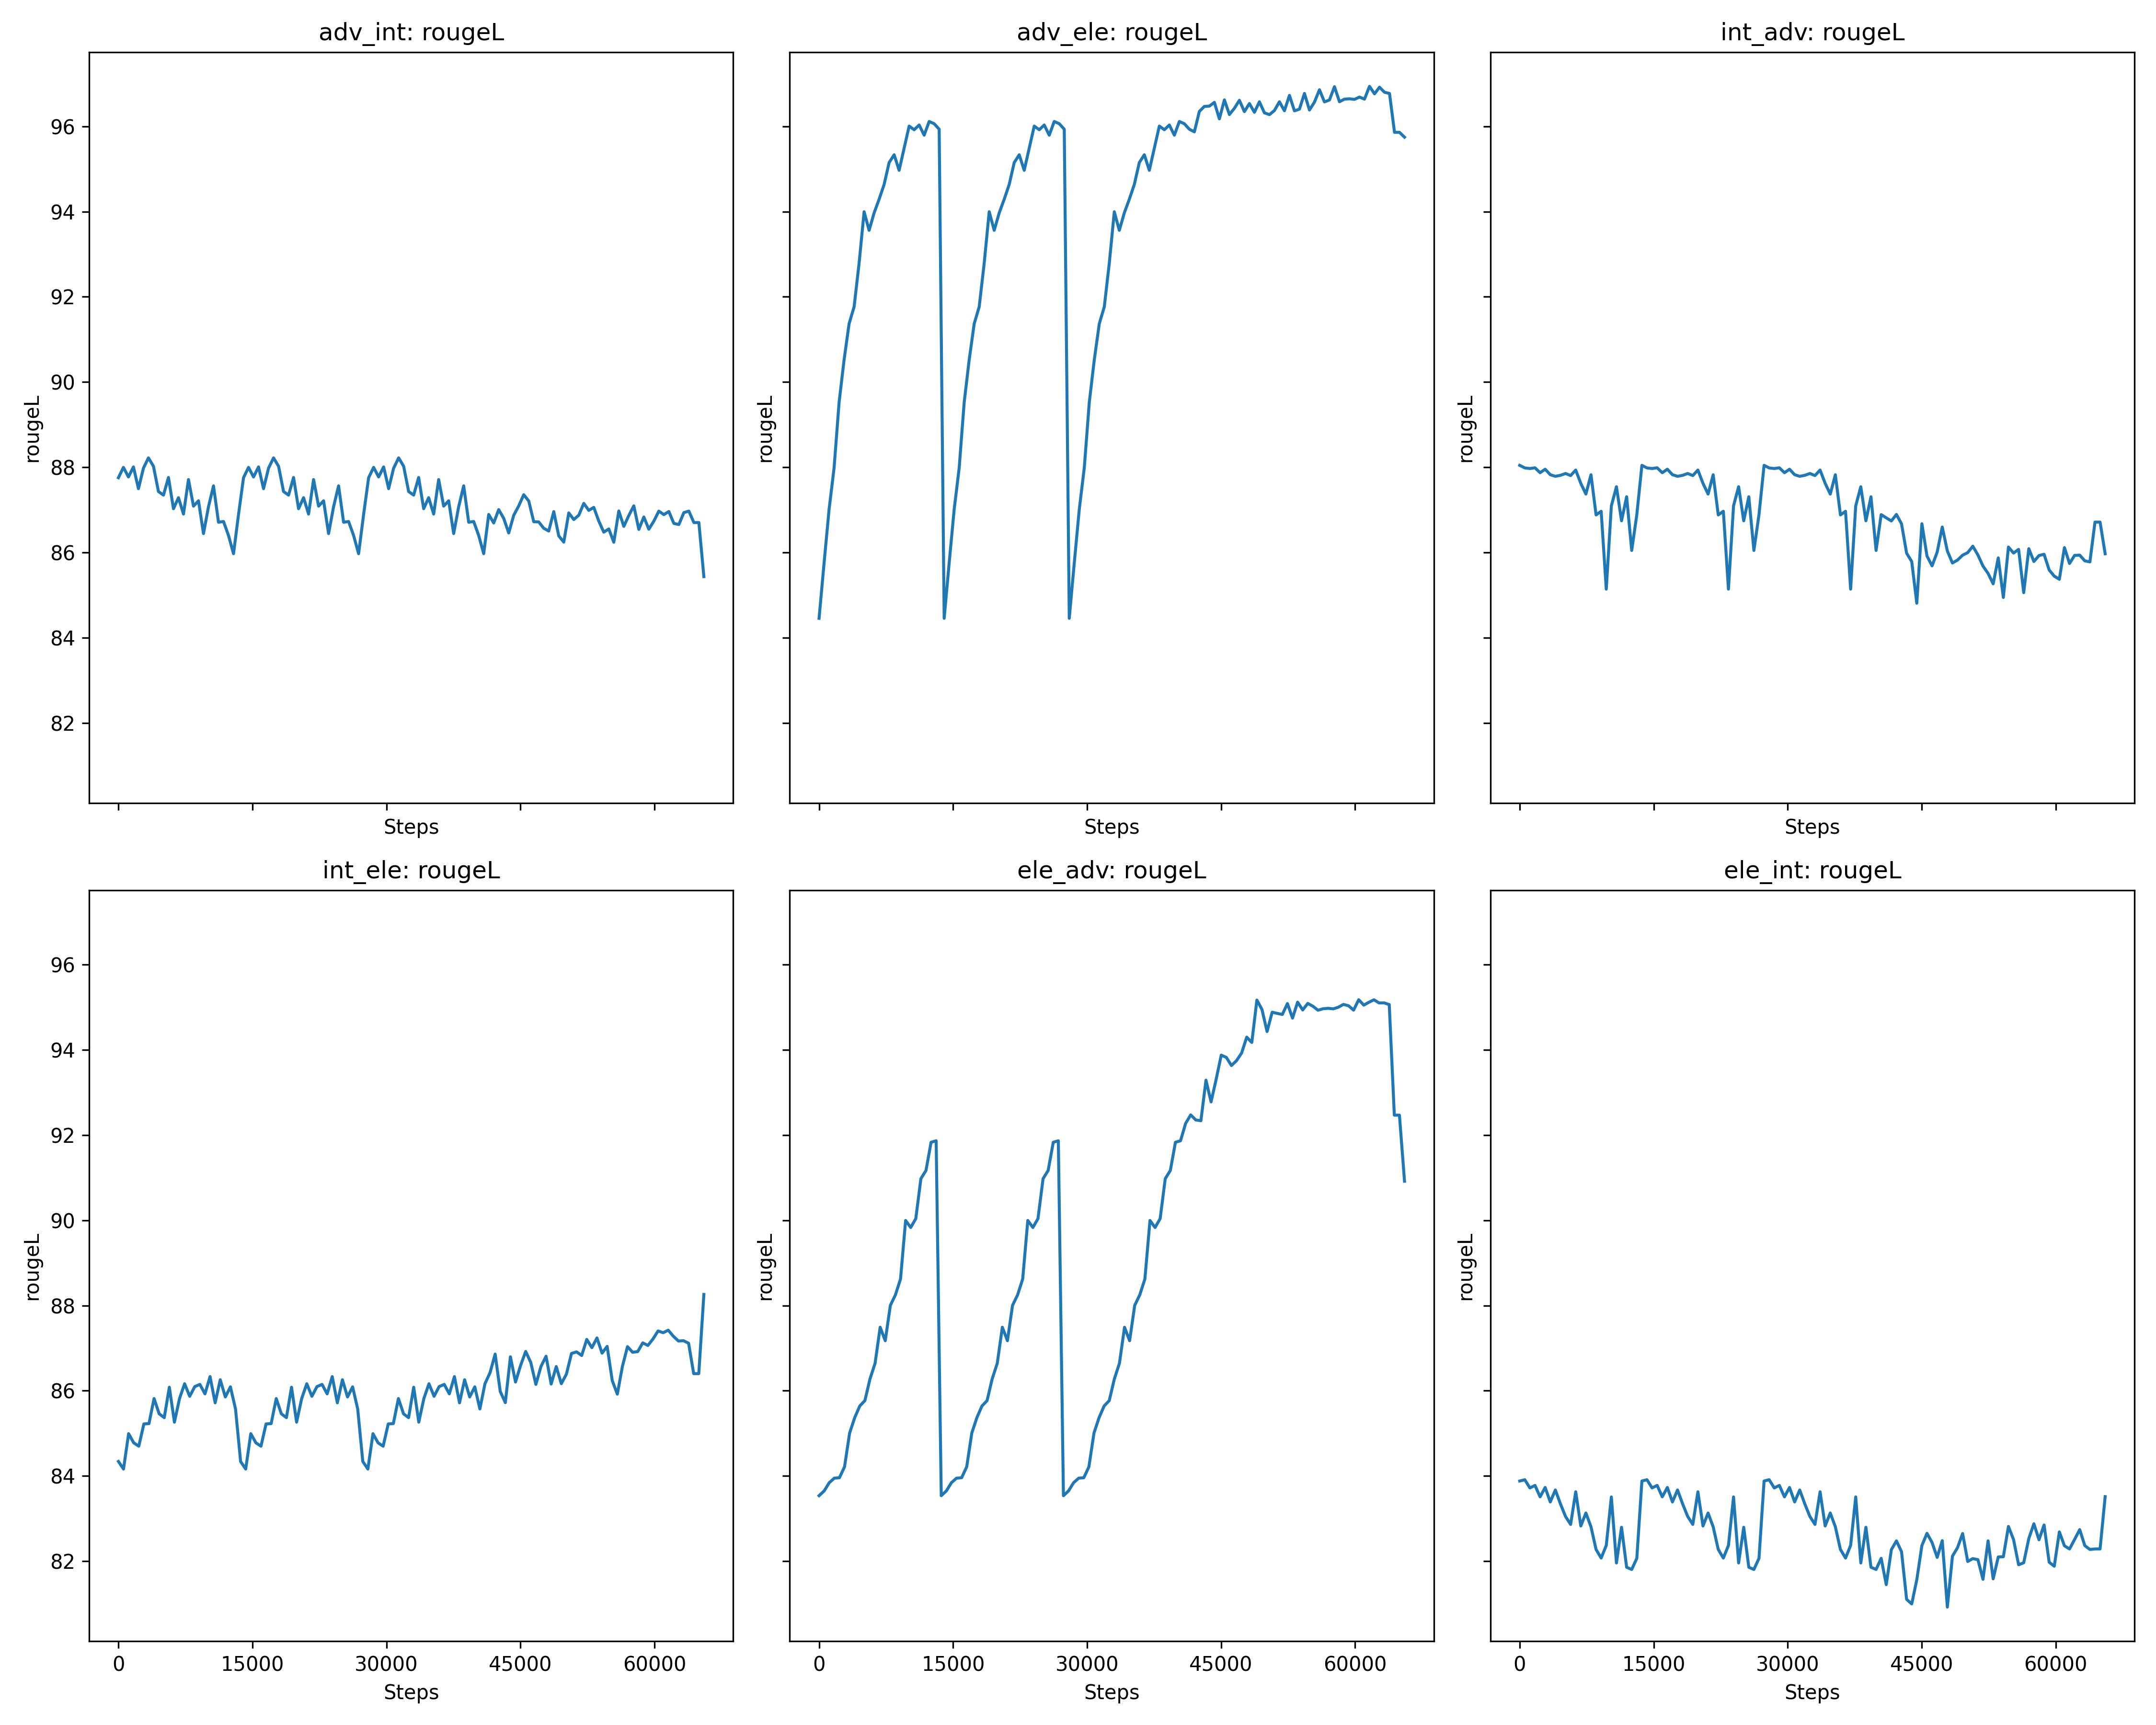 adv_int: rougeL
adv_ele: rougeL
int_adv: rougeL
96
94
92
90
88
86
84
82
rougeL
rougeL
rougeL
Steps
Steps
Steps
int_ele: rougeL
ele_adv: rougeL
ele_int: rougeL
96
94
92
90
88
86
84
82
rougeL
rougeL
rougeL
0 15000 30000 45000 60000
0 15000 30000 45000 60000
0 15000 30000 45000 60000
Steps
Steps
Steps